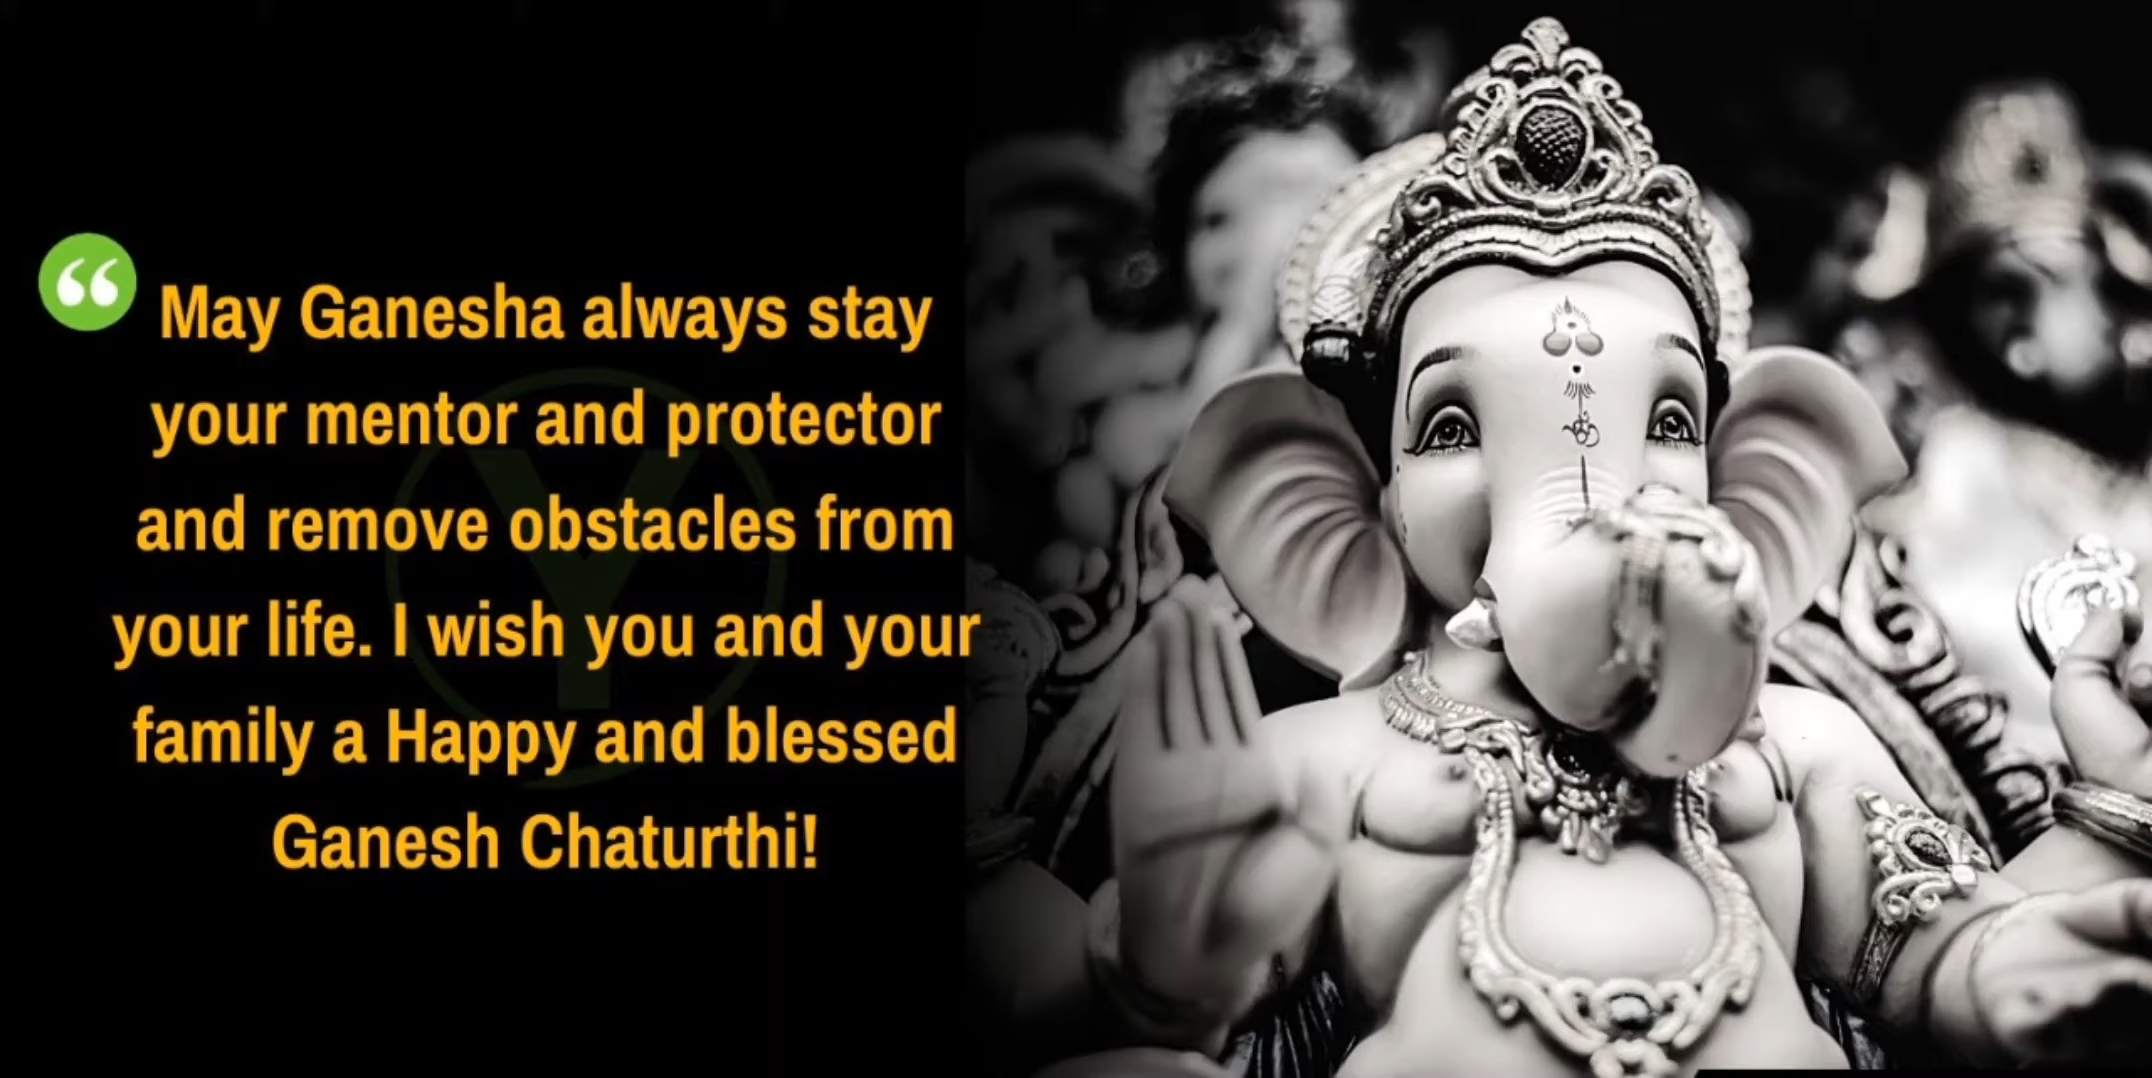 May Ganesha always stay
your mentor and protector
and remove obstacles from
your life. I wish you and your
family a Happy and blessed
Ganesh Chaturthi!